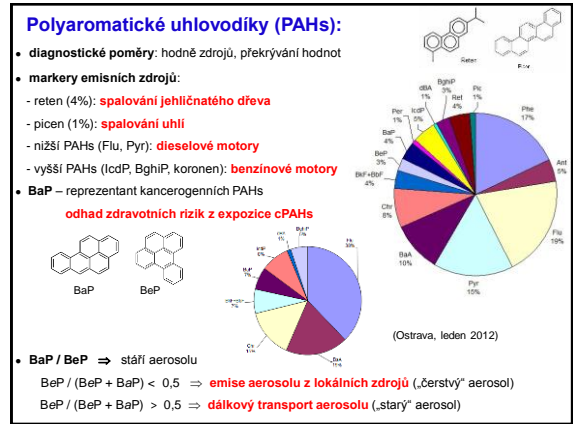 Polyaromatické uhlovodíky (PAHs):
• diagnostické poměry: hodně zdrojů, překrývání hodnot
• markery emisních zdrojů:
- reten (4%): spalování jehličnatého dřeva
- picen (1%): spalování uhlí
- nižší PAHs (Flu, Pyr): dieselové motory
- vyšší PAHs (IcdP, BghiP, koronen): benzínové motory
• BaP – reprezentant kancerogenních PAHs
odhad zdravotních rizik z expozice cPAHs
BaP
BeP
Reten
Phe
17%
Ant
5%
Flu
19%
Pyr
15%
BaA
10%
Chr
8%
BkF+BbF
4%
BeP
3%
BaP
4%
Per
1%
IcdP
5%
dBA
1%
BghiP
3%
Ret
4%
Pic
1%
BaA
(Ostrava, leden 2012)
• BaP / BeP ⇒ stáří aerosolu
BeP / (BeP + BaP) < 0,5 ⇒ emise aerosolu z lokálních zdrojů („čerstvý“ aerosol)
BeP / (BeP + BaP) > 0,5 ⇒ dálkový transport aerosolu („starý“ aerosol)